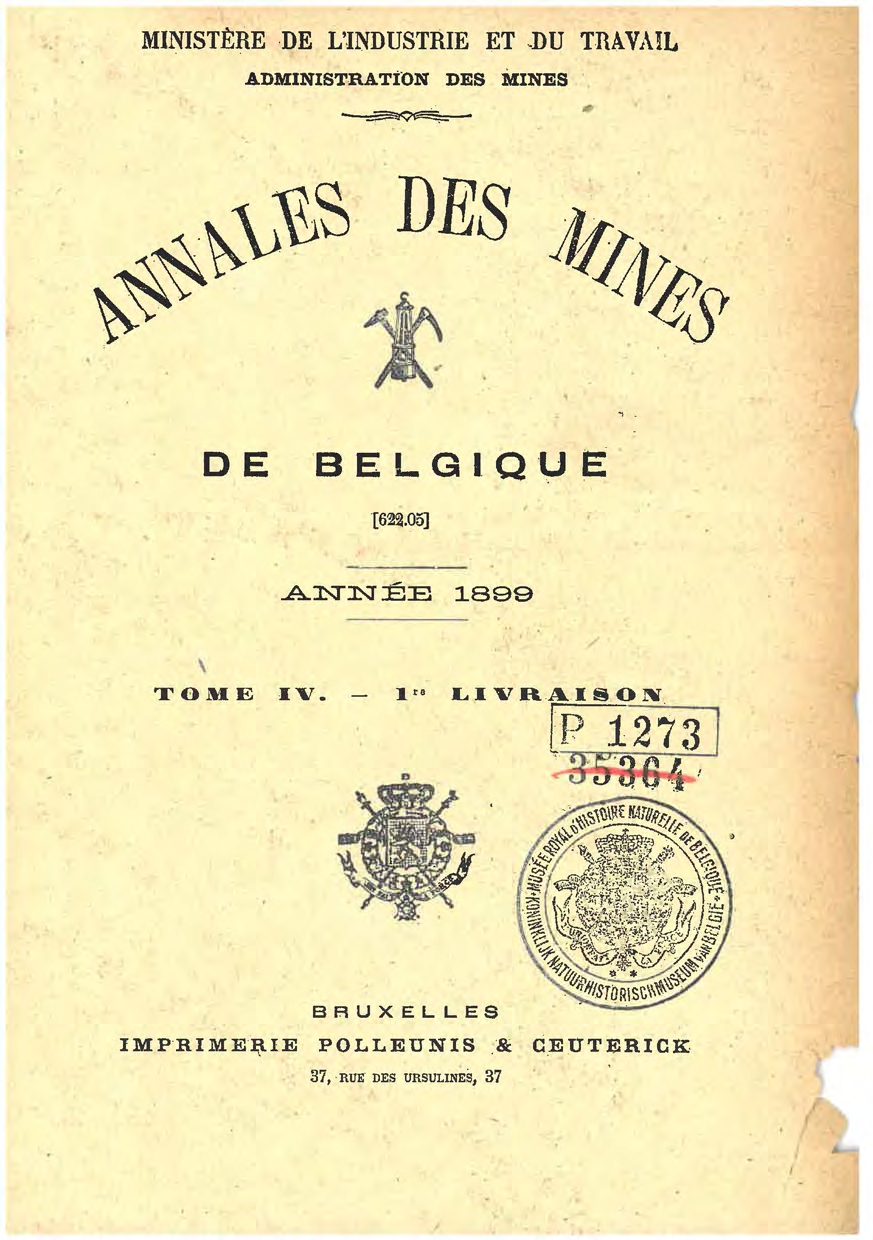 MINISTÈRE DE L'INDUSTRIE ET DU TRAVAIL
ADMINISTRATION DES MINES
ANNALES DES MINES
DE BELGIQUE
[622.05]
ANNÉE 1899
TOME IV. — 1re LIVRAISON
P 1273
35364
MUSÉE ROYAL D'HISTOIRE NATURELLE DE BELGIQUE
KONINKLIJK NATUURHISTORISCH MUSEUM VAN BELGIË
BRUXELLES
IMPRIMERIE POLLEUNIS & CEUTERICK
37, RUE DES URSULINES, 37